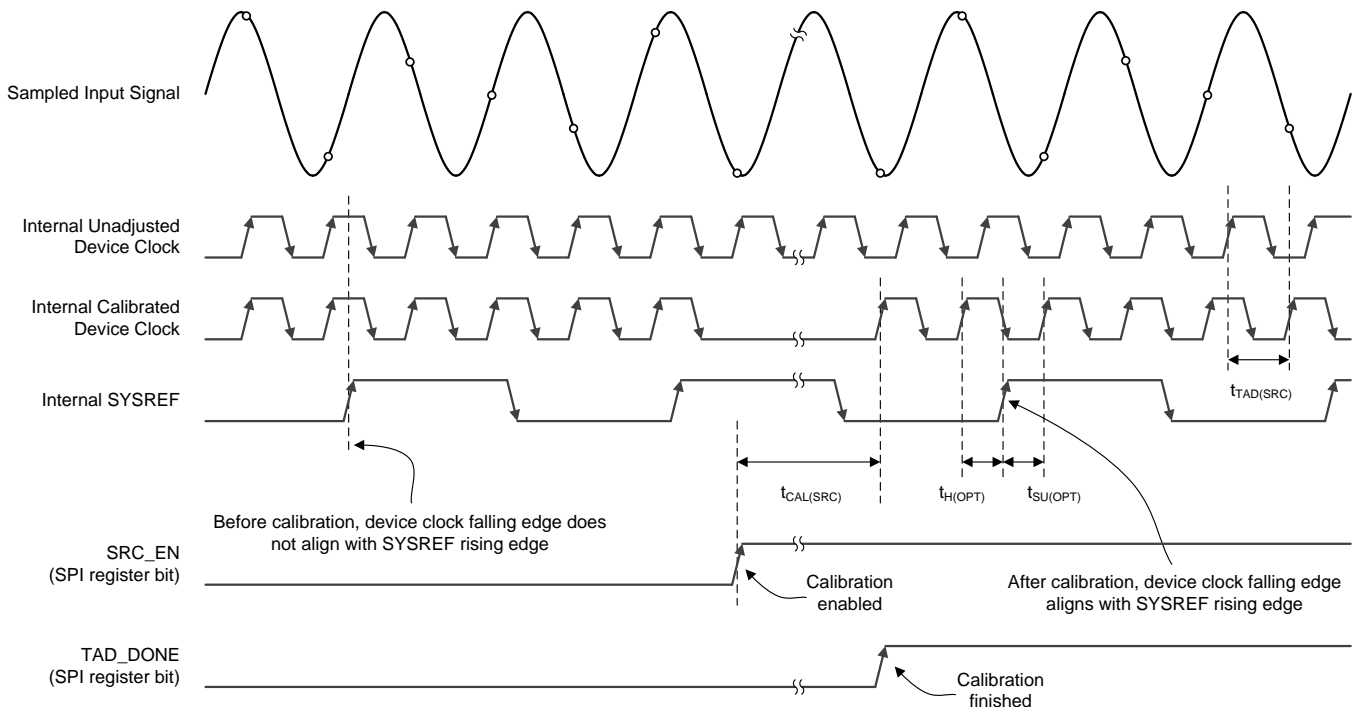 Sampled Input Signal
Internal Unadjusted
Device Clock
Internal Calibrated
Device Clock
Internal SYSREF
tTAD(SRC)
tCAL(SRC)
tH(OPT)
tSU(OPT)
Before calibration, device clock falling edge does
not align with SYSREF rising edge
SRC_EN
(SPI register bit)
Calibration
enabled
After calibration, device clock falling edge
aligns with SYSREF rising edge
TAD_DONE
(SPI register bit)
Calibration
finished